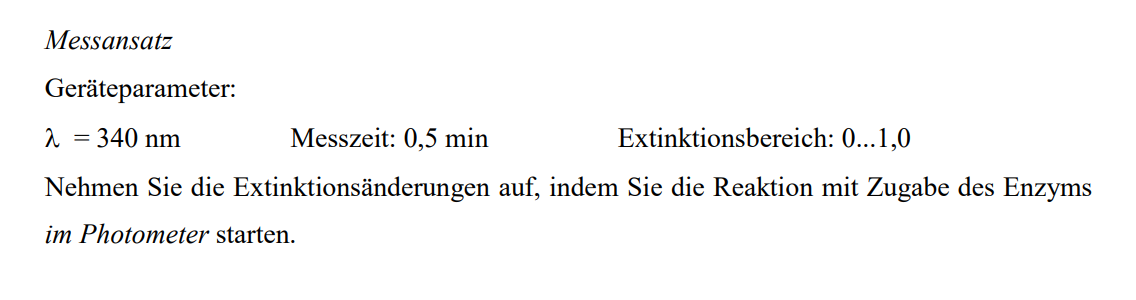 Messansatz
Geräteparameter:
λ = 340 nm Messzeit: 0,5 min Extinktionsbereich: 0...1,0
Nehmen Sie die Extinktionsänderungen auf, indem Sie die Reaktion mit Zugabe des Enzyms
im Photometer starten.